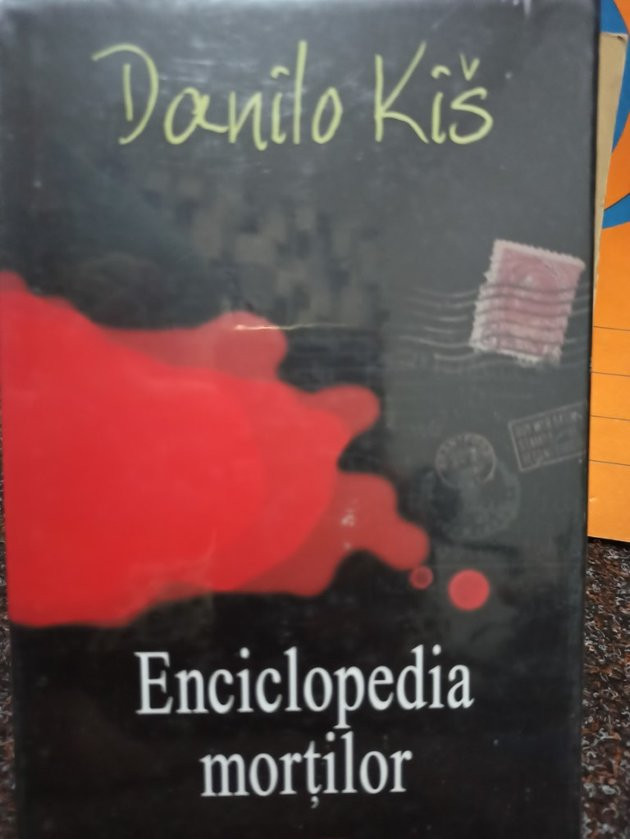 Danilo Kiš
Enciclopedia
morților